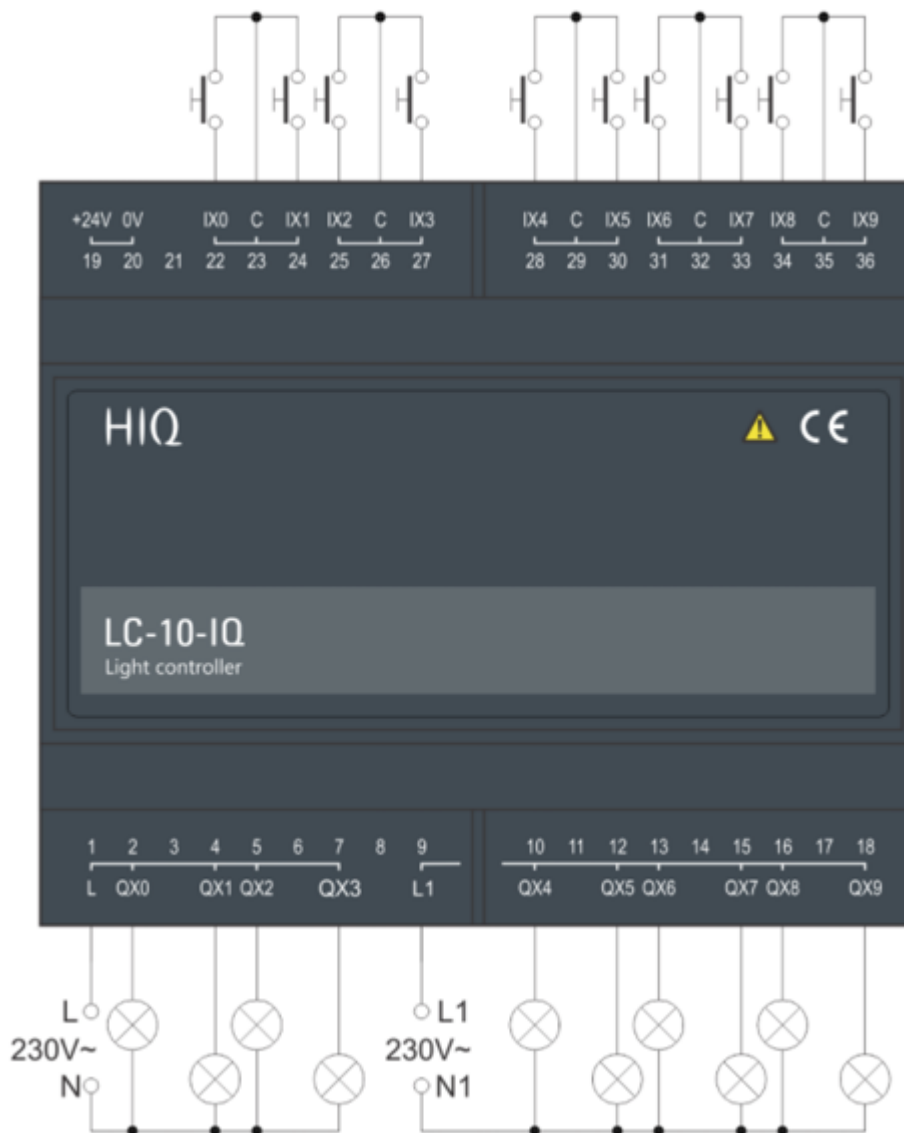 +24V 0V IX0 C IX1 IX2 C IX3 IX4 C IX5 IX6 C IX7 IX8 C IX9
19 20 21 22 23 24 25 26 27 28 29 30 31 32 33 34 35 36
HIQ CE
LC-10-IQ
Light controller
1 2 3 4 5 6 7 8 9 10 11 12 13 14 15 16 17 18
L QX0 QX1 QX2 QX3 L1 QX4 QX5 QX6 QX7 QX8 QX9
L L1
230V~ 230V~
N N1